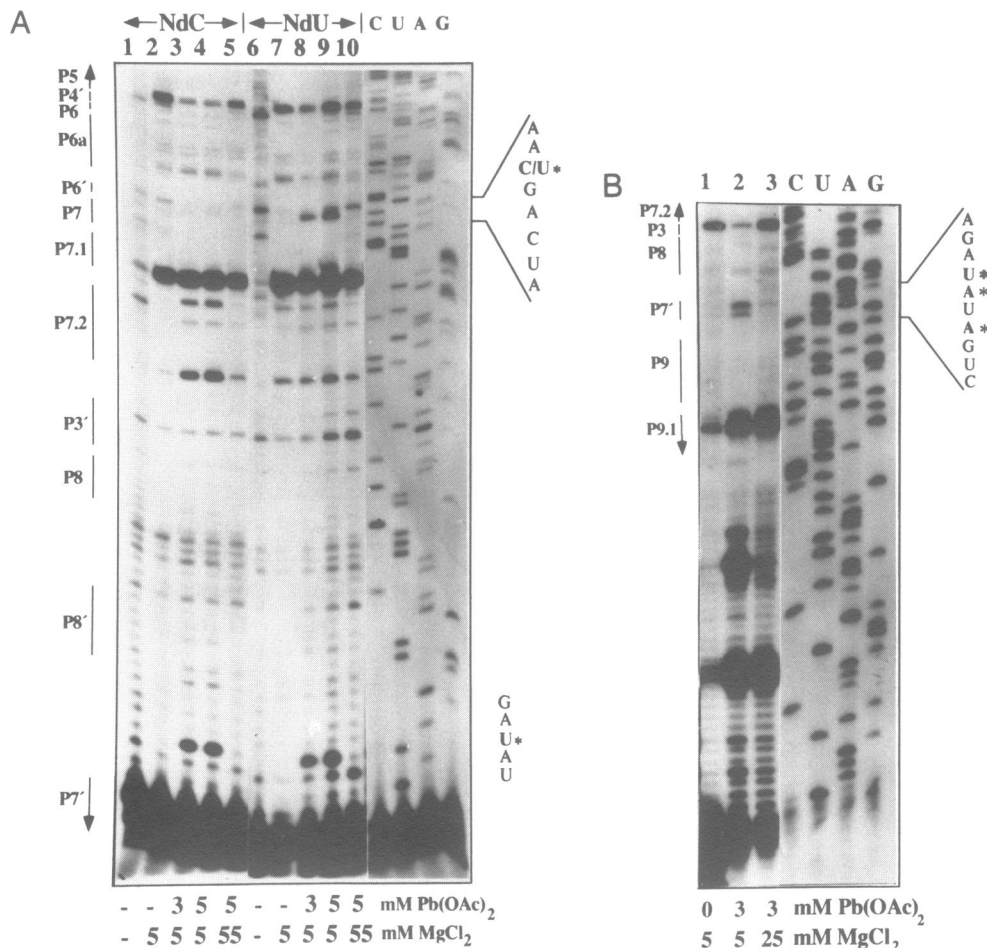 A
NdC NdU C U A G
1 2 3 4 5 6 7 8 9 10
P5
P4´
P6
P6a
P6´
P7
P7.1
P7.2
P3´
P8
P8´
P7´
A
A
C/U *
G
A
C
U
A
G
A
U *
A
U
- - 3 5 5 - - 3 5 5 mM Pb(OAc)2
- 5 5 5 55 - 5 5 5 55 mM MgCl2
B
1 2 3 C U A G
P7.2
P3
P8
P7´
P9
P9.1
A
G
A
U *
A *
U
A *
G
U
C
0 3 3 mM Pb(OAc)2
5 5 25 mM MgCl2